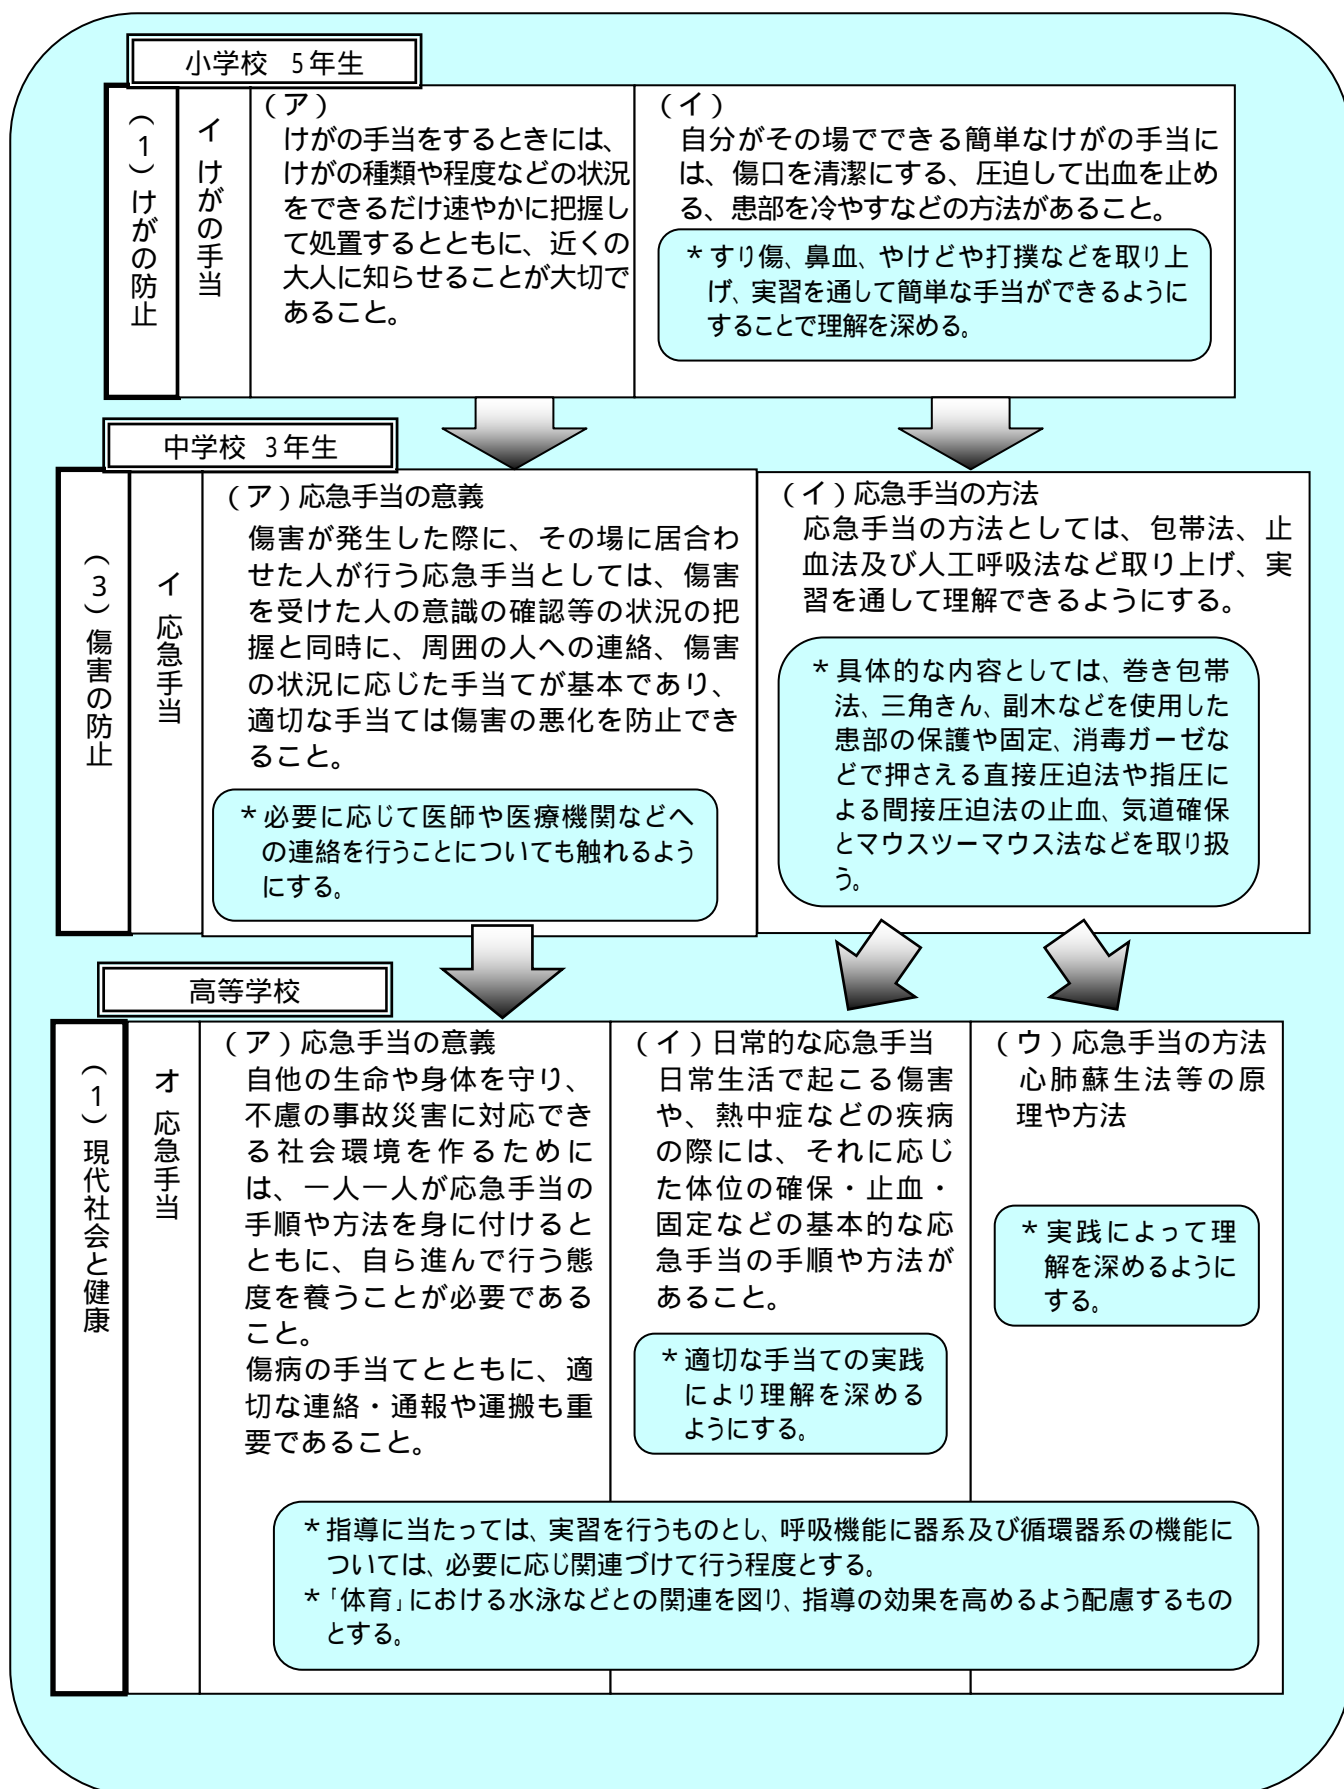 小学校 5年生
(1)けがの防止
イ けがの手当
(ア)
けがの手当をするときには、
けがの種類や程度などの状況
をできるだけ速やかに把握し
て処置するとともに、近くの
大人に知らせることが大切で
あること。
(イ)
自分がその場でできる簡単なけがの手当に
は、傷口を清潔にする、圧迫して出血を止め
る、患部を冷やすなどの方法があること。
*すり傷、鼻血、やけどや打撲などを取り上
げ、実習を通して簡単な手当ができるように
することで理解を深める。
中学校 3年生
(3)傷害の防止
イ 応急手当
(ア)応急手当の意義
傷害が発生した際に、その場に居合わ
せた人が行う応急手当としては、傷害
を受けた人の意識の確認等の状況の把
握と同時に、周囲の人への連絡、傷害
の状況に応じた手当てが基本であり、
適切な手当ては傷害の悪化を防止でき
ること。
*必要に応じて医師や医療機関などへ
の連絡を行うことについても触れるよう
にする。
(イ)応急手当の方法
応急手当の方法としては、包帯法、止
血法及び人工呼吸法など取り上げ、実
習を通して理解できるようにする。
*具体的な内容としては、巻き包帯
法、三角きん、副木などを使用した
患部の保護や固定、消毒ガーゼな
どで押さえる直接圧迫法や指圧に
よる間接圧迫法の止血、気道確保
とマウスツーマウス法などを取り扱
う。
高等学校
(1)現代社会と健康
オ 応急手当
(ア)応急手当の意義
自他の生命や身体を守り、
不慮の事故災害に対応でき
る社会環境を作るために
は、一人一人が応急手当の
手順や方法を身に付けると
ともに、自ら進んで行う態
度を養うことが必要である
こと。
傷病の手当てとともに、適
切な連絡・通報や運搬も重
要であること。
(イ)日常的な応急手当
日常生活で起こる傷害
や、熱中症などの疾病
の際には、それに応じ
た体位の確保・止血・
固定などの基本的な応
急手当の手順や方法が
あること。
*適切な手当ての実践
により理解を深める
ようにする。
(ウ)応急手当の方法
心肺蘇生法等の原
理や方法
*実践によって理
解を深めるように
する。
*指導に当たっては、実習を行うものとし、呼吸機能に器系及び循環器系の機能に
ついては、必要に応じ関連づけて行う程度とする。
*「体育」における水泳などとの関連を図り、指導の効果を高めるよう配慮するもの
とする。